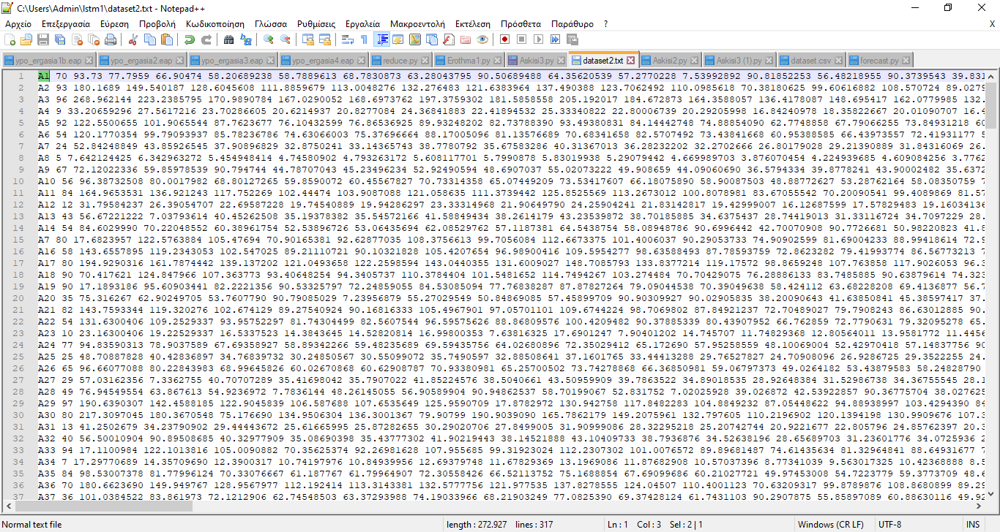 C:\Users\Admin\lstm1\dataset2.txt - Notepad++
Αρχείο Επεξεργασία Εύρεση Προβολή Κωδικοποίηση Γλώσσα Ρυθμίσεις Εργαλεία Μακροεντολή Εκτέλεση Πρόσθετα Παράθυρο ? X
ypo_ergasia1b.eap ypo_ergasia2.eap ypo_ergasia3.eap ypo_ergasia4.eap reduce.py Erothma1.py Askisi3.py dataset2.txt Askisi2.py Askisi3 (1).py dataset.csv forecast.py
1 A1 70 93.73 77.7959 66.90474 58.20689238 58.7889613 68.7830873 63.28043795 90.50689488 64.35620539 57.2770228 7.53992892 90.81852253 56.48218955 90.3739543 39.831
2 A2 93 180.1689 149.540187 128.6045608 111.8859679 113.0048276 132.276483 121.6383964 137.490388 123.7062492 110.0985618 70.38180625 99.60616882 108.570724 89.0279
3 A3 96 268.962144 223.2385795 170.9890784 167.0290052 168.6973762 197.3759302 181.5858558 205.192017 184.672873 164.3588057 136.4178087 148.695417 162.0779985 132.
4 A4 9 33.20659296 27.5617216 23.70286605 20.6214937 20.8277084 24.36841883 22.41894532 25.33340822 22.80006739 20.29205998 16.84240978 18.35822667 20.01090707 16.4
5 A5 92 122.5500655 101.9065544 87.7623677 76.10432599 76.86536925 89.93248202 82.73788390 93.49380831 84.14442748 74.88854090 62.7748858 67.79066255 73.84931218 60
6 A6 54 120.1770354 99.79093937 85.78236786 74.63066003 75.37696664 88.17005096 81.13576689 70.68341658 82.5707492 73.43841668 60.95388585 66.43973557 72.41931177 5
7 A7 24 52.84248849 43.85926545 37.90896829 32.8750241 33.14365743 38.7780792 35.67583286 40.31367013 36.28232202 32.2702666 26.80179028 29.21390889 31.84316069 26.
8 A8 5 7.642124425 6.342963272 5.454948414 4.74580902 4.793263172 5.608117701 5.7990878 5.83019938 5.29079442 4.669989703 3.876070454 4.224939685 4.609084256 3.7762
9 A9 67 72.12022336 59.85978539 90.794744 44.78707043 45.23496234 52.92490594 48.6907037 55.02073222 49.908659 44.09060690 36.5794334 39.8778241 43.90002482 35.6372
10 A10 56 96.38732508 80.0017982 68.80127265 59.8590072 60.45567827 70.73314358 65.07449209 73.53417607 66.18075890 58.90087503 48.88772627 53.28762164 58.08350759 7
11 A11 84 164.9653531 136.921243 117.752269 102.44474 103.9087088 121.058635 111.3739442 125.8525569 113.2673012 100.8078981 83.67055542 70.20090541 99.4089869 81.57
12 A12 12 31.79584237 26.39054707 22.69587228 19.74540889 19.94286297 23.33314968 21.90649790 24.25904241 21.83142817 19.42999007 16.12687599 17.57829483 19.1603413€
13 A13 43 56.67221222 7.03793614 40.45262508 35.19378382 35.54572166 41.58849434 38.2614179 43.23539872 38.70185885 34.6375437 28.74419013 31.33116724 34.7097229 28.
14 A14 54 84.6029990 70.22048552 60.38961754 52.53896726 53.06435694 62.08529762 57.1187381 64.5438754 58.08948786 90.6996442 42.70070908 90.7726681 50.98220823 41.8
15 A7 80 17.6823957 122.5763884 105.47694 70.90165381 92.62877035 108.3756613 99.7056084 112.6673375 101.4006037 90.29053733 74.90902599 81.69004233 88.99418614 72.9
16 A16 58 143.6557895 119.2343053 102.547025 89.21110721 90.10321828 105.4207654 96.98900416 109.5954277 98.63588493 87.78593759 72.8623282 79.41993774 86.56773213 7
17 A17 80 194.9290316 161.7874442 139.137202 121.0493658 122.2598594 143.0440355 131.6009027 148.7085973 133.8377214 119.17572 98.8659248 107.763858 117.9026053 96.3
18 A18 90 70.417621 124.847966 107.363773 93.40648254 94.3405737 110.3784404 101.5481652 114.7494267 103.274484 70.70429075 76.28886133 83.7485885 90.63879614 74.323
19 A19 90 17.1893186 95.60903441 82.2221356 90.53325797 72.24859055 84.53085094 77.76838287 87.87827264 79.09044538 70.39049638 58.424112 63.68228208 69.4136877 56.7
20 A20 35 75.316267 62.90249705 53.7607790 90.79085029 7.23956879 55.27029549 50.84869085 57.45899709 90.90309927 90.02905835 38.20090643 41.63850841 45.38597417 37.
21 A21 82 143.7593344 119.320276 102.674129 89.27540924 90.16816333 105.4967901 97.05701101 109.6744224 98.7069802 87.84921237 72.70489027 79.7908243 86.63012885 90.
22 A22 54 131.6300406 109.2529337 93.95752297 81.74304499 82.5607544 96.59575626 88.86809576 100.4209482 90.37885339 80.43907952 66.762859 72.7790631 79.32095278 65.
23 A23 10 23.16300406 19.22529337 16.5337523 14.3843645 14.52820814 16.99800353 7.63816325 17.6901247 7.90401202 14.745707 11.74829368 12.80564011 13.9581772 11.4456
24 A24 77 94.83590313 78.9037589 67.69358927 58.89342266 59.48235689 69.59435756 64.02680896 72.35029412 65.172690 57.95258559 48.10069004 52.42970418 57.14837756 90
25 A25 25 48.70887828 40.42836897 34.76839732 30.24850567 30.55099072 35.7490597 32.88508641 37.1601765 33.44413288 29.76527827 24.70908096 26.9286725 29.3522255 24.
26 A26 65 96.66077088 80.22843983 68.99645826 60.02670868 60.62908787 70.93380981 65.25700502 73.74278868 66.36850981 59.06797373 49.0264182 53.43879583 58.24828790
27 A27 29 57.03162356 7.3362755 40.70707289 35.41698042 35.7907022 41.85224576 38.5040661 43.50959909 39.7863522 34.89018535 28.92648384 31.52986738 34.36755545 28.1
28 A28 49 76.94549554 63.867613 54.9236972 7.7836144 48.26145055 56.90589904 90.94862537 58.70199067 52.831752 7.02025928 39.026872 42.53922857 90.36775704 38.027625
29 A29 97 190.6390307 142.4588185 122.9045839 106.587688 107.6535649 125.9590709 17.8782972 130.942758 117.8482283 104.8849232 87.05448622 94.88938997 103.4294390 84
30 A30 80 217.3097045 180.3670548 75.176690 134.9506304 136.3001367 79.90799 190.9039090 165.7862179 149.2075961 132.797605 110.2196902 120.1394198 130.9909676 107.3
31 A31 13 41.2502679 34.23790902 29.44443672 25.61665995 25.87282655 30.29020706 27.8499005 31.90999086 28.32295218 25.20742744 20.9221677 22.805796 24.85762397 20.3
32 A32 40 56.50010904 90.89508685 40.32977909 35.08690398 35.43777302 41.90219443 38.14521888 43.10409733 38.7936876 34.52638196 28.65689703 31.23601776 34.0725936 2
33 A33 94 17.1100984 122.1013816 105.0090882 70.35625374 92.26981628 107.955685 99.31923024 112.2307302 101.0076572 89.89681487 74.61435634 81.32964841 88.64931677 7
34 A34 7 17.29770689 14.35709690 12.3900317 10.74197976 10.84939956 12.69379748 11.67829369 13.1969086 11.87682908 10.57037396 8.77341039 9.563017325 10.42368888 8.5
35 A35 84 98.53007378 81.77996124 70.33076667 61.187767 61.79964907 72.30558426 66.52113752 75.1688854 67.69099686 60.21027721 49.97453008 54.7223779 59.3773709 48.6
36 A36 70 180.6623690 149.949767 128.9567977 112.192414 113.3143381 132.5777756 121.977535 137.8278555 124.04507 110.4001123 70.63209317 99.8789876 108.8680899 89.29
37 A37 36 101.0384522 83.861973 72.1212906 62.74548503 63.37293988 74.19033966 68.21903249 77.0825390 69.37428124 61.7431103 90.2907875 55.85897089 60.88630116 49.92
Normal text file length : 272.927 lines : 317 Ln : 1 Col : 3 Sel : 2 | 1 Windows (CR LF) UTF-8 INS